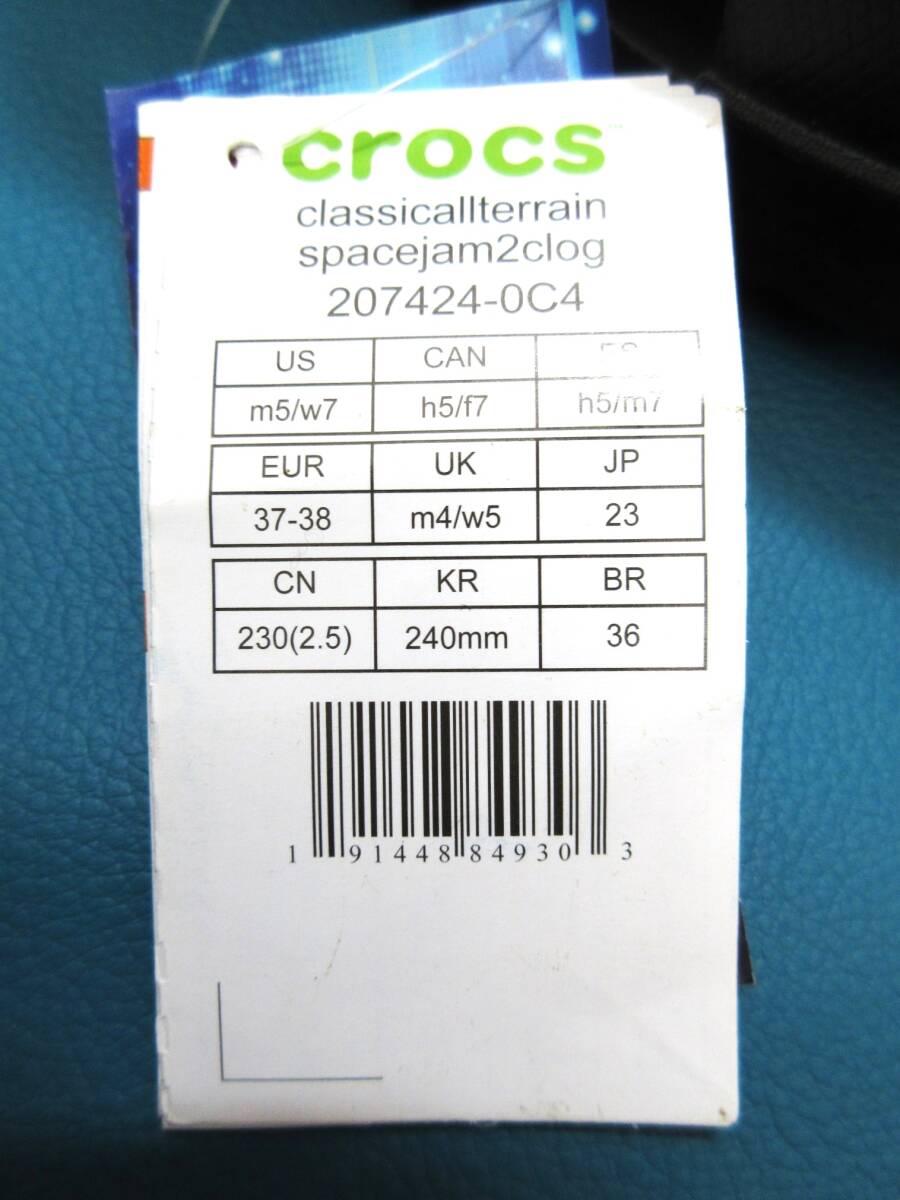 crocs™
classicallterrain
spacejam2clog
207424-0C4
US CAN
m5/w7 h5/f7 h5/m7
EUR UK JP
37-38 m4/w5 23
CN KR BR
230(2.5) 240mm 36
1 91448 84930 3